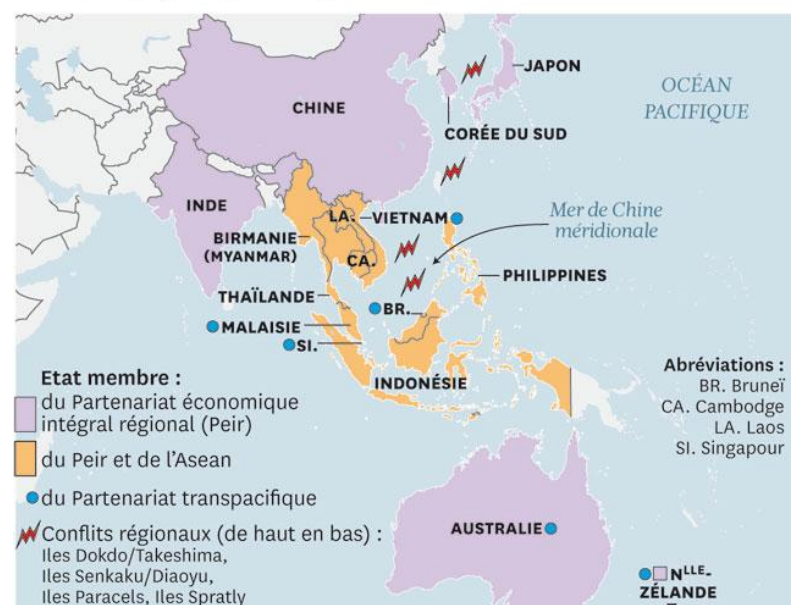 JAPON
OCÉAN
PACIFIQUE
CHINE
CORÉE DU SUD
INDE
LA.
VIETNAM
Mer de Chine
méridionale
BIRMANIE
(MYANMAR)
CA.
PHILIPPINES
THAÏLANDE
BR.
MALAISIE
SI.
INDONÉSIE
Abréviations :
BR. Bruneï
CA. Cambodge
LA. Laos
SI. Singapour
Etat membre :
du Partenariat économique
intégral régional (Peir)
du Peir et de l'Asean
du Partenariat transpacifique
Conflits régionaux (de haut en bas) :
Iles Dokdo/Takeshima,
Iles Senkaku/Diaoyu,
Iles Paracels, Iles Spratly
AUSTRALIE
NLLE-
ZÉLANDE